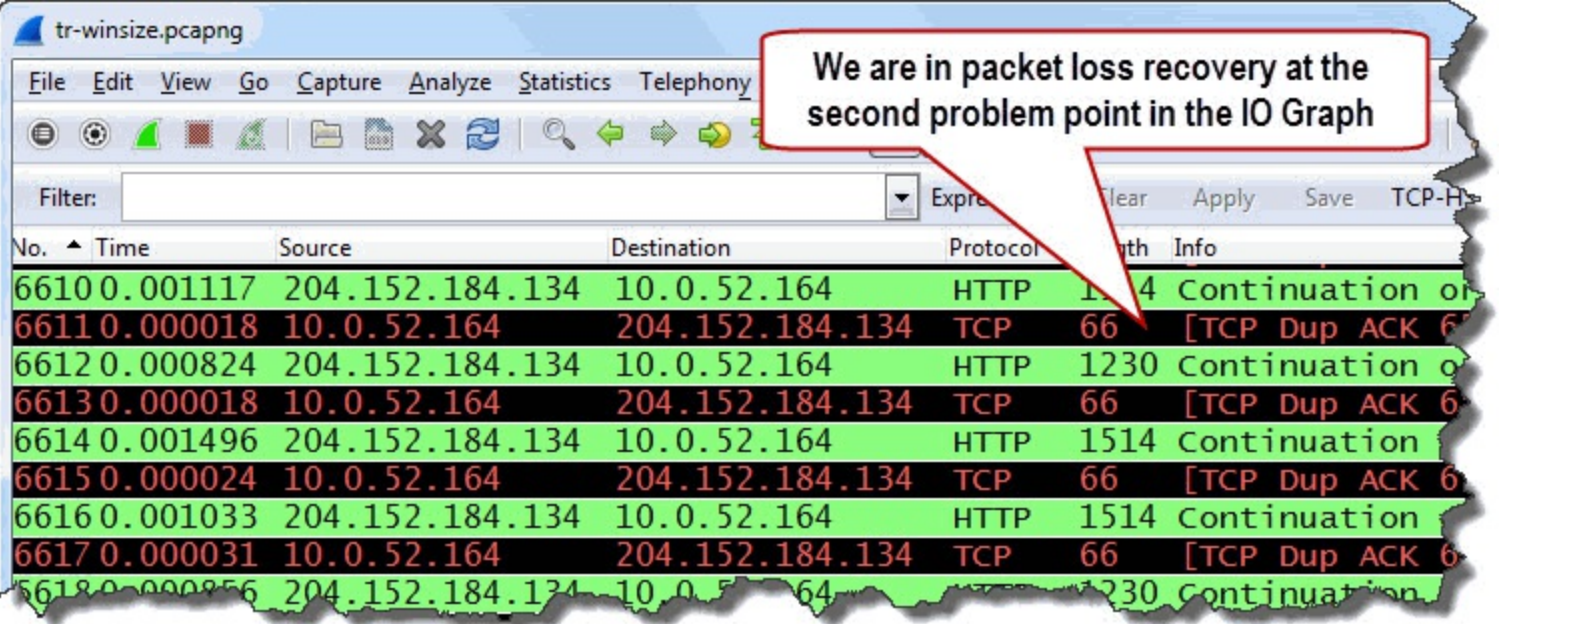 tr-winsize.pcapng
We are in packet loss recovery at the
second problem point in the IO Graph
File Edit View Go Capture Analyze Statistics Telephony
Filter: Clear Apply Save
No. Time Source Destination Protocol Info
6610 0.001117 204.152.184.134 10.0.52.164 HTTP Continuation
6611 0.000018 10.0.52.164 204.152.184.134 TCP 66 [TCP Dup ACK
6612 0.000824 204.152.184.134 10.0.52.164 HTTP 1230 Continuation
6613 0.000018 10.0.52.164 204.152.184.134 TCP 66 [TCP Dup ACK
6614 0.001496 204.152.184.134 10.0.52.164 HTTP 1514 Continuation
6615 0.000024 10.0.52.164 204.152.184.134 TCP 66 [TCP Dup ACK
6616 0.001033 204.152.184.134 10.0.52.164 HTTP 1514 Continuation
6617 0.000031 10.0.52.164 204.152.184.134 TCP 66 [TCP Dup ACK
Continuation